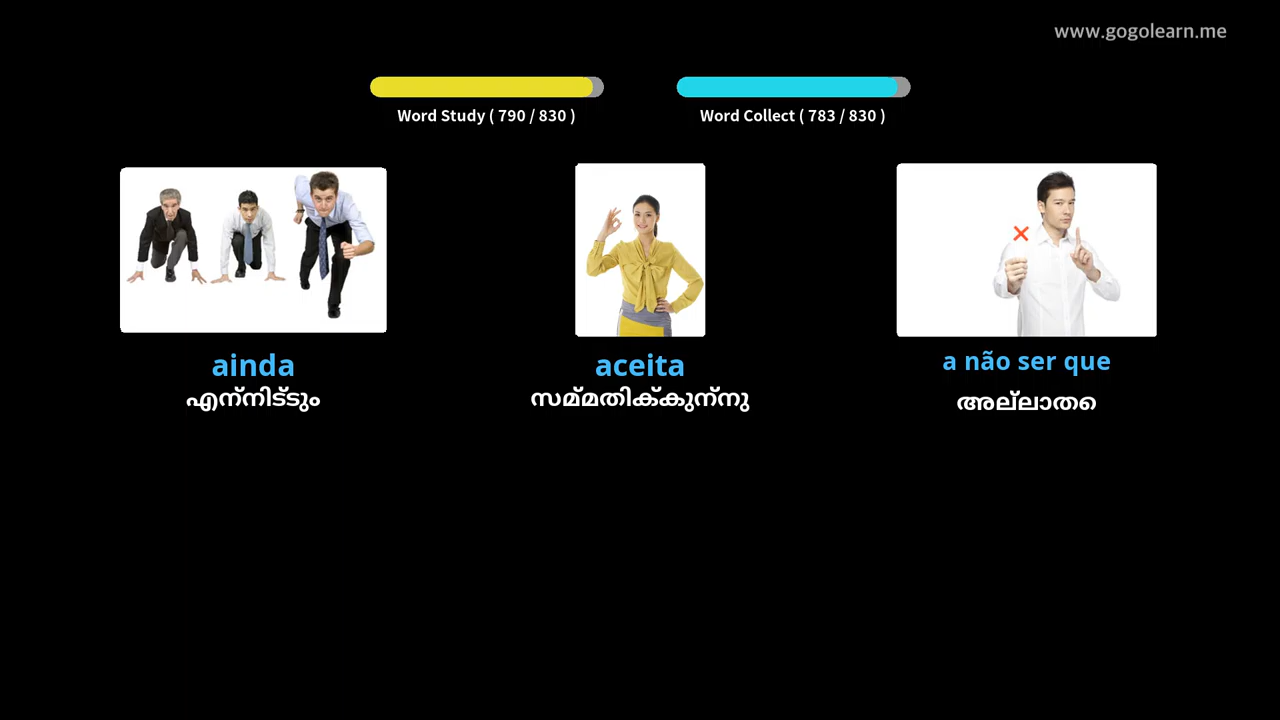 www.gogolearn.me
Word Study ( 790 / 830 )
Word Collect ( 783 / 830 )
ainda
aceita
a não ser que
എന്നിട്ടും
സമ്മതിക്കുന്നു
അല്ലാതെ